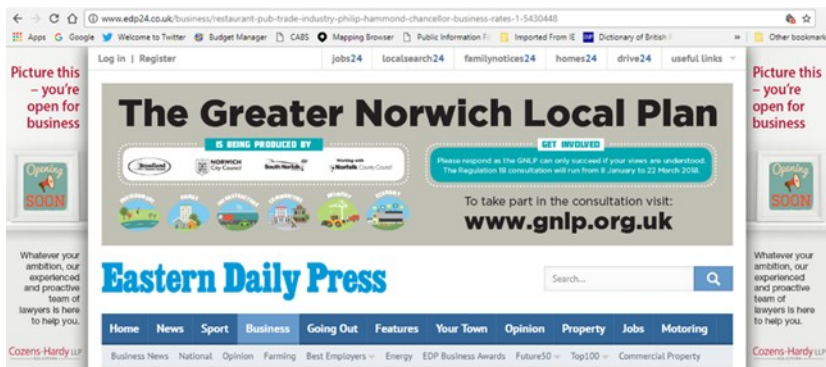 www.edp24.co.uk/business/restaurant-pub-trade-industry-philip-hammond-chancellor-business-rates-1-5430448
Apps Google Welcome to Twitter Budget Manager CABS Mapping Browser Public Information Fi Imported From IE Dictionary of British F » Other bookmark
Log in | Register jobs24 localsearch24 familynotices24 homes24 drive24 useful links
Picture this
– you're
open for
business
Opening
SOON
Whatever your
ambition, our
experienced
and proactive
team of
lawyers is here
to help you.
Cozens-Hardy LLP
The Greater Norwich Local Plan
IS BEING PRODUCED BY
Broadland
NORWICH
City Council
South Norfolk
Working with
Norfolk County Council
GET INVOLVED
Please respond as the GNLP can only succeed if your views are understood.
The Regulation 18 consultation will run from 8 January to 22 March 2018.
To take part in the consultation visit:
www.gnlp.org.uk
Eastern Daily Press
Search...
Home News Sport Business Going Out Features Your Town Opinion Property Jobs Motoring
Business News National Opinion Farming Best Employers Energy EDP Business Awards Future50 Top100 Commercial Property
Picture this
– you're
open for
business
Opening
SOON
Whatever your
ambition, our
experienced
and proactive
team of
lawyers is here
to help you.
Cozens-Hardy LLP